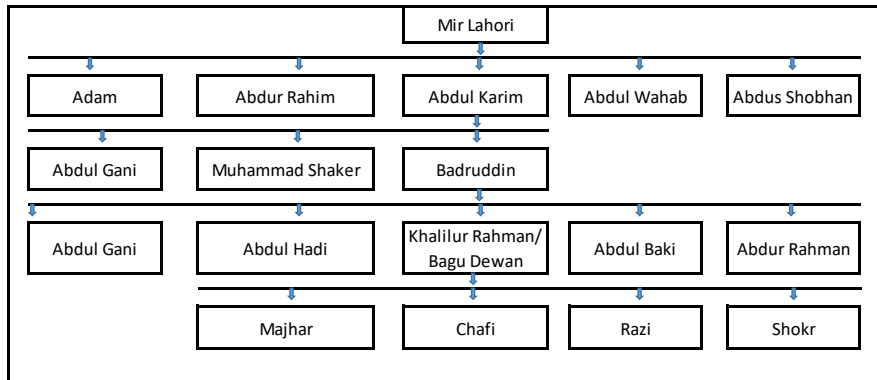 Mir Lahori
Adam
Abdur Rahim
Abdul Karim
Abdul Wahab
Abdus Shobhan
Abdul Gani
Muhammad Shaker
Badruddin
Abdul Gani
Abdul Hadi
Khalilur Rahman/
Bagu Dewan
Abdul Baki
Abdur Rahman
Majhar
Chafi
Razi
Shokr